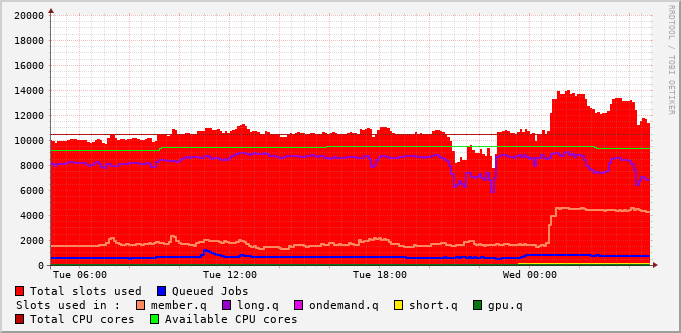 20000
18000
16000
14000
12000
10000
8000
6000
4000
2000
0
Tue 06:00 Tue 12:00 Tue 18:00 Wed 00:00
RRDTOOL / TOBI OETIKER
Total slots used Queued Jobs
Slots used in : member.q long.q ondemand.q short.q gpu.q
Total CPU cores Available CPU cores